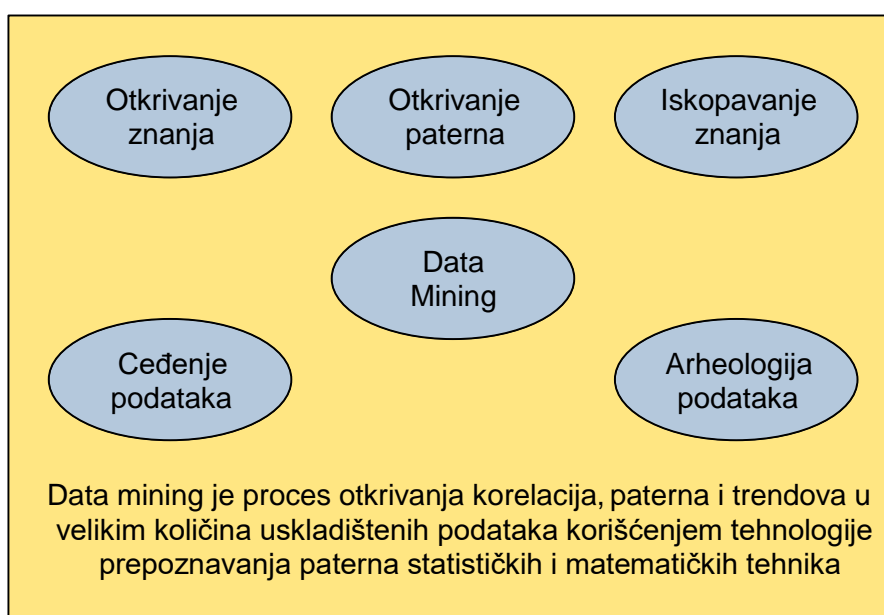 Otkrivanje
znanja
Otkrivanje
paterna
Iskopavanje
znanja
Data
Mining
Ceđenje
podataka
Arheologija
podataka
Data mining je proces otkrivanja korelacija, paterna i trendova u
velikim količina uskladištenih podataka korišćenjem tehnologije
prepoznavanja paterna statističkih i matematičkih tehnika